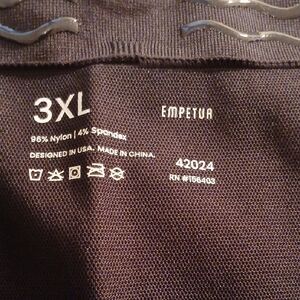 3XL
EMPETUA
96% Nylon | 4% Spandex
DESIGNED IN USA. MADE IN CHINA.
42024
RN #156403